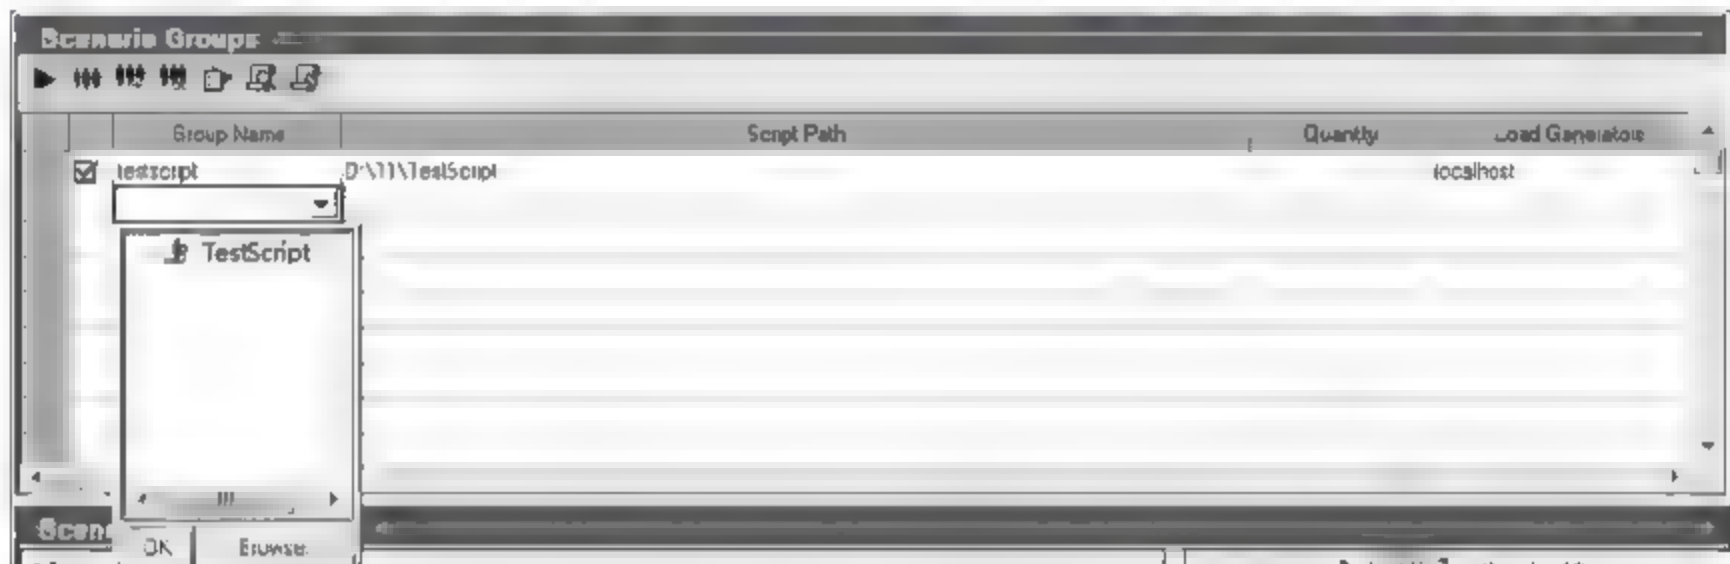 Scenario Groups
Group Name Script Path Quantity Load Generators
testscript D:\11\TestScript localhost
TestScript
OK Browse